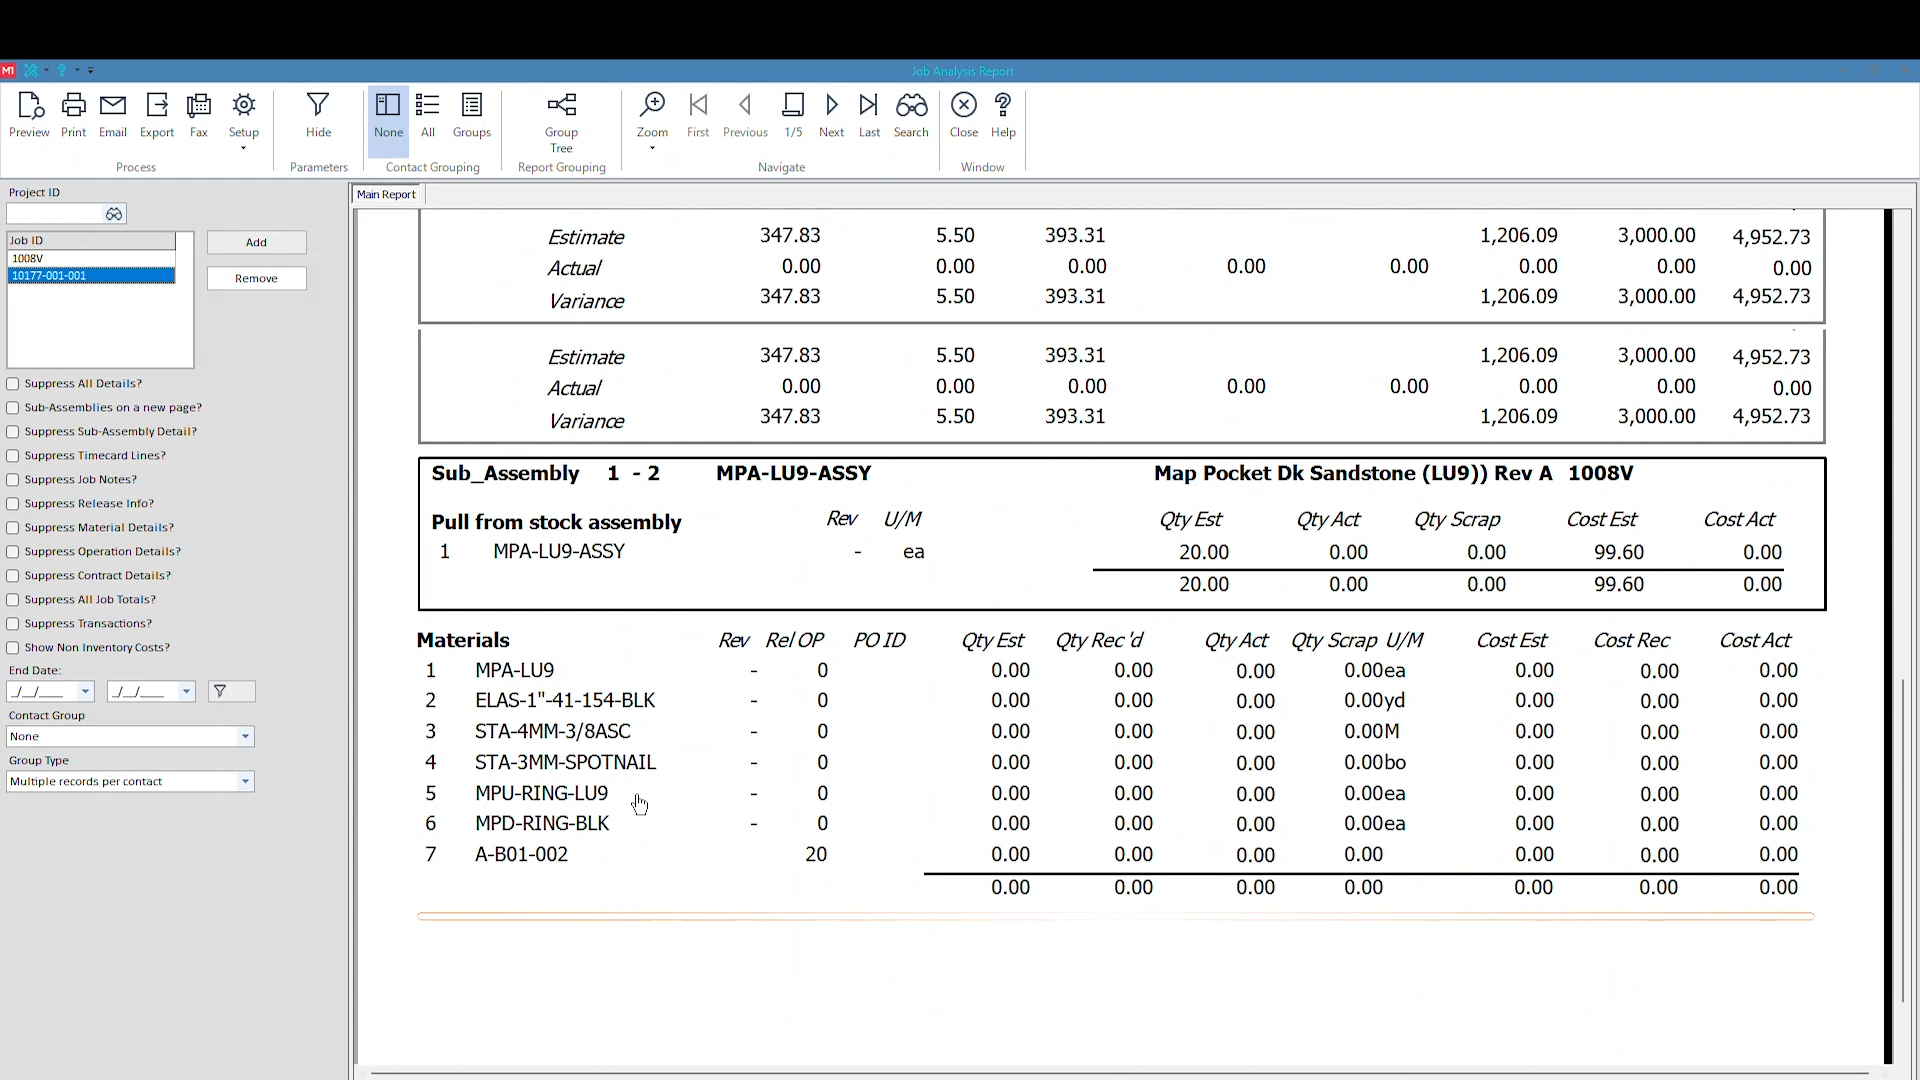 M1 ? Job Analysis Report
Preview Print Email Export Fax Setup Hide None All Groups Group Tree Zoom First Previous 1/5 Next Last Search Close Help
Process Parameters Contact Grouping Report Grouping Navigate Window
Project ID
Job ID
1008V
10177-001-001
Add
Remove
Suppress All Details?
Sub-Assemblies on a new page?
Suppress Sub-Assembly Detail?
Suppress Timecard Lines?
Suppress Job Notes?
Suppress Release Info?
Suppress Material Details?
Suppress Operation Details?
Suppress Contract Details?
Suppress All Job Totals?
Suppress Transactions?
Show Non Inventory Costs?
End Date:
_/_/___ _/_/___
Contact Group
None
Group Type
Multiple records per contact
Main Report
Estimate 347.83 5.50 393.31 1,206.09 3,000.00 4,952.73
Actual 0.00 0.00 0.00 0.00 0.00 0.00 0.00 0.00
Variance 347.83 5.50 393.31 1,206.09 3,000.00 4,952.73
Estimate 347.83 5.50 393.31 1,206.09 3,000.00 4,952.73
Actual 0.00 0.00 0.00 0.00 0.00 0.00 0.00 0.00
Variance 347.83 5.50 393.31 1,206.09 3,000.00 4,952.73
Sub_Assembly 1 - 2 MPA-LU9-ASSY Map Pocket Dk Sandstone (LU9)) Rev A 1008V
Pull from stock assembly Rev U/M Qty Est Qty Act Qty Scrap Cost Est Cost Act
1 MPA-LU9-ASSY - ea 20.00 0.00 0.00 99.60 0.00
20.00 0.00 0.00 99.60 0.00
Materials Rev Rel OP PO ID Qty Est Qty Rec'd Qty Act Qty Scrap U/M Cost Est Cost Rec Cost Act
1 MPA-LU9 - 0 0.00 0.00 0.00 0.00ea 0.00 0.00 0.00
2 ELAS-1"-41-154-BLK - 0 0.00 0.00 0.00 0.00yd 0.00 0.00 0.00
3 STA-4MM-3/8ASC - 0 0.00 0.00 0.00 0.00M 0.00 0.00 0.00
4 STA-3MM-SPOTNAIL - 0 0.00 0.00 0.00 0.00bo 0.00 0.00 0.00
5 MPU-RING-LU9 - 0 0.00 0.00 0.00 0.00ea 0.00 0.00 0.00
6 MPD-RING-BLK - 0 0.00 0.00 0.00 0.00ea 0.00 0.00 0.00
7 A-B01-002 20 0.00 0.00 0.00 0.00 0.00 0.00 0.00
0.00 0.00 0.00 0.00 0.00 0.00 0.00